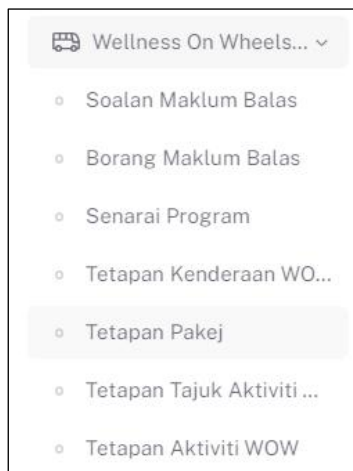 Wellness On Wheels...
Soalan Maklum Balas
Borang Maklum Balas
Senarai Program
Tetapan Kenderaan WO...
Tetapan Pakej
Tetapan Tajuk Aktiviti ...
Tetapan Aktiviti WOW